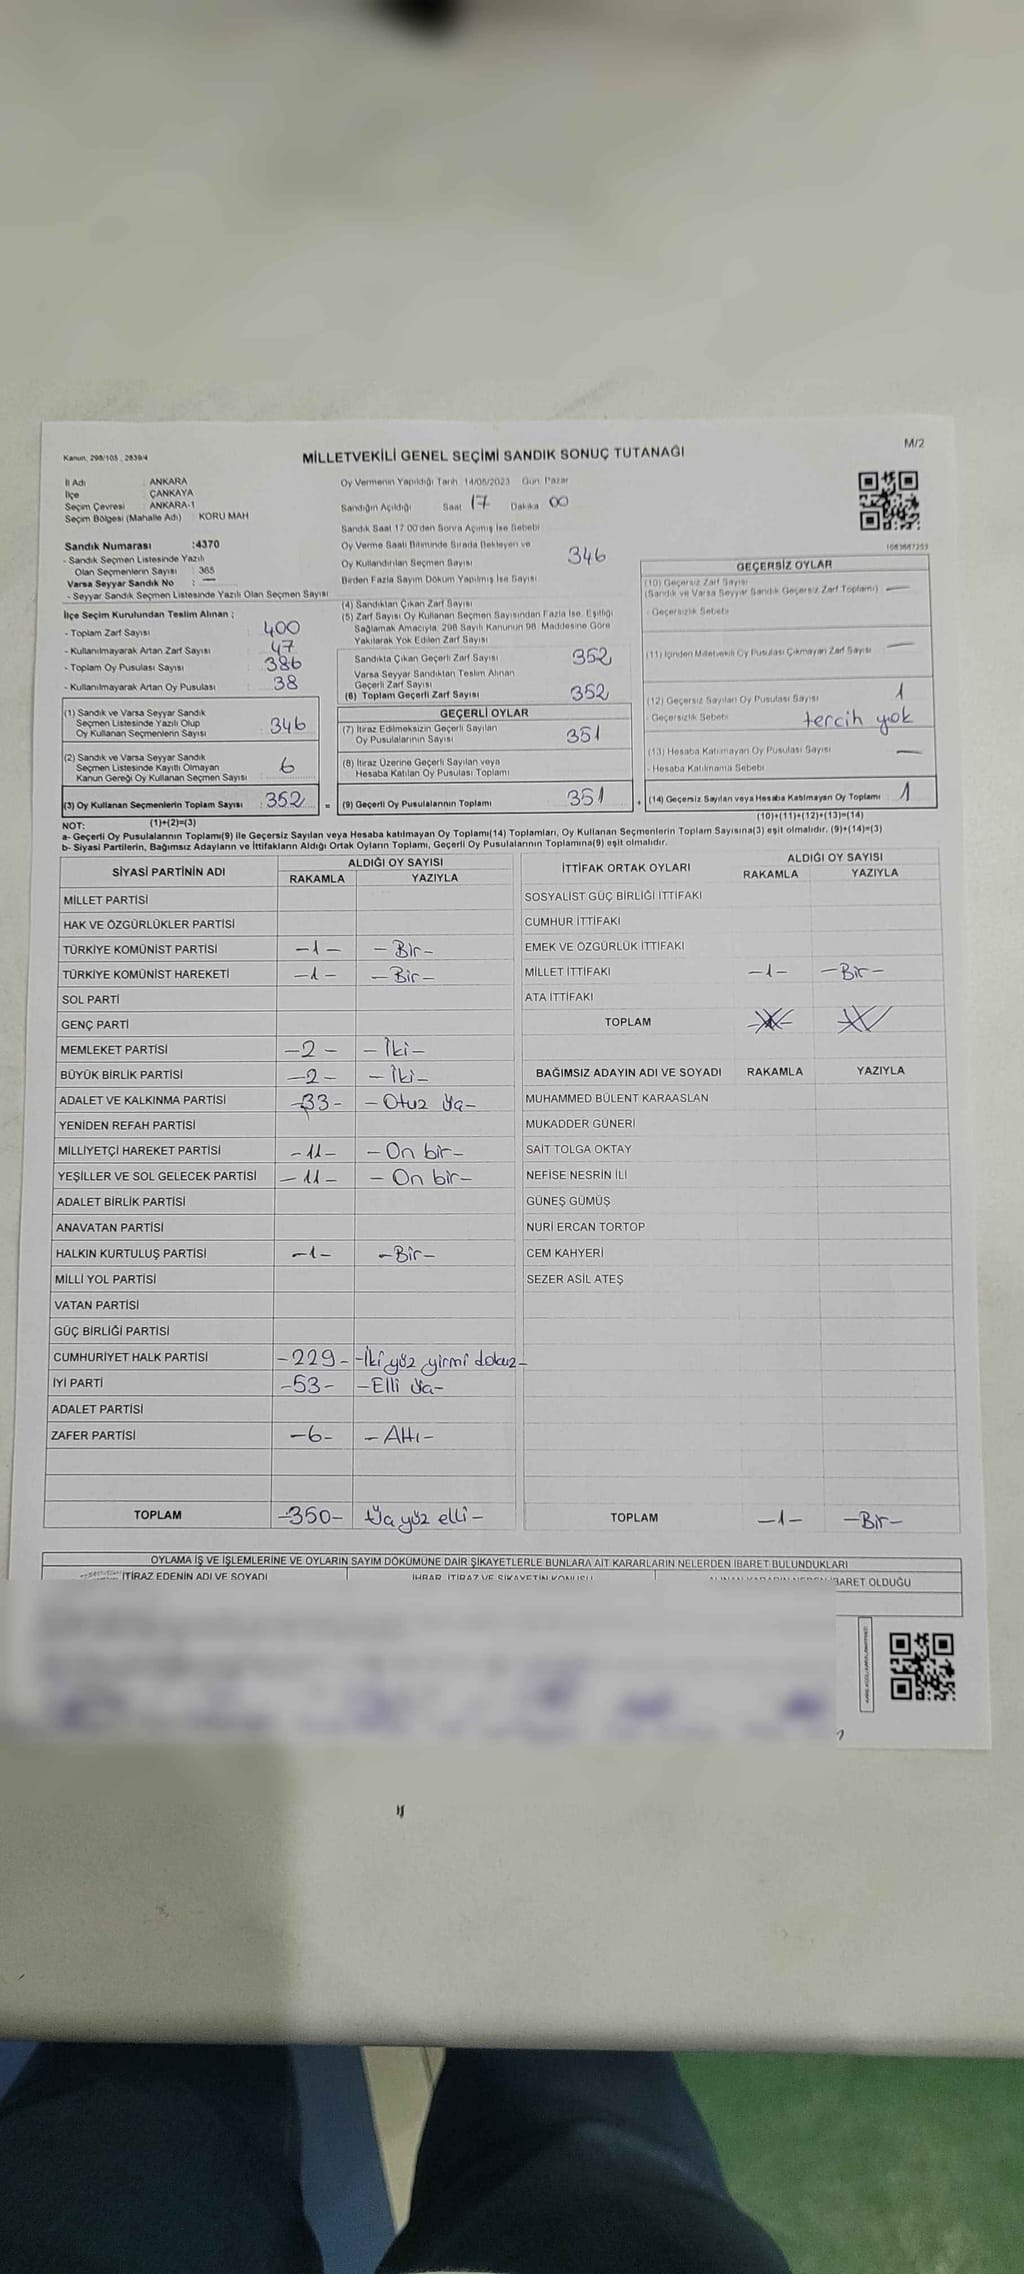 M/2
Kanun, 298/105 , 2839/4
MİLLETVEKİLİ GENEL SEÇİMİ SANDIK SONUÇ TUTANAĞI
İl Adı : ANKARA
İlçe : ÇANKAYA
Seçim Çevresi : ANKARA-1
Seçim Bölgesi (Mahalle Adı) : KORU MAH
Sandık Numarası :4370
- Sandık Seçmen Listesinde Yazılı
Olan Seçmenlerin Sayısı : 365
Varsa Seyyar Sandık No : —
- Seyyar Sandık Seçmen Listesinde Yazılı Olan Seçmen Sayısı
İlçe Seçim Kurulundan Teslim Alınan ;
- Toplam Zarf Sayısı : 400
- Kullanılmayarak Artan Zarf Sayısı : 47
- Toplam Oy Pusulası Sayısı : 386
- Kullanılmayarak Artan Oy Pusulası : 38
(1) Sandık ve Varsa Seyyar Sandık
Seçmen Listesinde Yazılı Olup
Oy Kullanan Seçmenlerin Sayısı : 346
(2) Sandık ve Varsa Seyyar Sandık
Seçmen Listesinde Kayıtlı Olmayan
Kanun Gereği Oy Kullanan Seçmen Sayısı : 6
(3) Oy Kullanan Seçmenlerin Toplam Sayısı : 352 =
(1)+(2)=(3)
Oy Vermenin Yapıldığı Tarih : 14/05/2023 Gün: Pazar
Sandığın Açıldığı Saat 17 Dakika 00
Sandık Saat 17:00'den Sonra Açımış İse Sebebi
Oy Verme Saati Bitiminde Sırada Bekleyen ve
Oy Kullandırılan Seçmen Sayısı 346
Birden Fazla Sayım Döküm Yapılmış İse Sayısı
(4) Sandıktan Çıkan Zarf Sayısı
(5) Zarf Sayısı Oy Kullanan Seçmen Sayısından Fazla İse, Eşitliği
Sağlamak Amacıyla, 298 Sayılı Kanunun 98. Maddesine Göre
Yakılarak Yok Edilen Zarf Sayısı
Sandıkta Çıkan Geçerli Zarf Sayısı 352
Varsa Seyyar Sandıktan Teslim Alınan
Geçerli Zarf Sayısı
(6) Toplam Geçerli Zarf Sayısı 352
GEÇERLİ OYLAR
(7) İtiraz Edilmeksizin Geçerli Sayılan
Oy Pusulalarının Sayısı 351
(8) İtiraz Üzerine Geçerli Sayılan veya
Hesaba Katılan Oy Pusulası Toplamı
(9) Geçerli Oy Pusulalarının Toplamı 351 +
1083687253
GEÇERSİZ OYLAR
(10) Geçersiz Zarf Sayısı
(Sandık ve Varsa Seyyar Sandık Geçersiz Zarf Toplamı) —
- Geçersizlik Sebebi
(11) İçinden Milletvekili Oy Pusulası Çıkmayan Zarf Sayısı —
(12) Geçersiz Sayılan Oy Pusulası Sayısı 1
- Geçersizlik Sebebi tercih yok
(13) Hesaba Katılmayan Oy Pusulası Sayısı —
- Hesaba Katılmama Sebebi
(14) Geçersiz Sayılan veya Hesaba Katılmayan Oy Toplamı : 1
(10)+(11)+(12)+(13)=(14)
NOT:
a- Geçerli Oy Pusulalarının Toplamı(9) ile Geçersiz Sayılan veya Hesaba katılmayan Oy Toplamı(14) Toplamları, Oy Kullanan Seçmenlerin Toplam Sayısına(3) eşit olmalıdır. (9)+(14)=(3)
b- Siyasi Partilerin, Bağımsız Adayların ve İttifakların Aldığı Ortak Oyların Toplamı, Geçerli Oy Pusulalarının Toplamına(9) eşit olmalıdır.
SİYASİ PARTİNİN ADI ALDIĞI OY SAYISI
RAKAMLA YAZIYLA
MİLLET PARTİSİ
HAK VE ÖZGÜRLÜKLER PARTİSİ
TÜRKİYE KOMÜNİST PARTİSİ -1- -Bir-
TÜRKİYE KOMÜNİST HAREKETİ -1- -Bir-
SOL PARTİ
GENÇ PARTİ
MEMLEKET PARTİSİ -2- -İki-
BÜYÜK BİRLİK PARTİSİ -2- -İki-
ADALET VE KALKINMA PARTİSİ -33- -Otuz üç-
YENİDEN REFAH PARTİSİ
MİLLİYETÇİ HAREKET PARTİSİ -11- -On bir-
YEŞİLLER VE SOL GELECEK PARTİSİ -11- -On bir-
ADALET BİRLİK PARTİSİ
ANAVATAN PARTİSİ
HALKIN KURTULUŞ PARTİSİ -1- -Bir-
MİLLİ YOL PARTİSİ
VATAN PARTİSİ
GÜÇ BİRLİĞİ PARTİSİ
CUMHURİYET HALK PARTİSİ -229- -İki yüz yirmi dokuz-
İYİ PARTİ -53- -Elli üç-
ADALET PARTİSİ
ZAFER PARTİSİ -6- -Altı-
TOPLAM -350- Üç yüz elli-
İTTİFAK ORTAK OYLARI ALDIĞI OY SAYISI
RAKAMLA YAZIYLA
SOSYALİST GÜÇ BİRLİĞİ İTTİFAKI
CUMHUR İTTİFAKI
EMEK VE ÖZGÜRLÜK İTTİFAKI
MİLLET İTTİFAKI -1- -Bir-
ATA İTTİFAKI
TOPLAM
BAĞIMSIZ ADAYIN ADI VE SOYADI RAKAMLA YAZIYLA
MUHAMMED BÜLENT KARAASLAN
MUKADDER GÜNERİ
SAİT TOLGA OKTAY
NEFİSE NESRİN İLİ
GÜNEŞ GÜMÜŞ
NURİ ERCAN TORTOP
CEM KAHYERİ
SEZER ASİL ATEŞ
TOPLAM -1- -Bir-
OYLAMA İŞ VE İŞLEMLERİNE VE OYLARIN SAYIM DÖKÜMÜNE DAİR ŞİKAYETLERLE BUNLARA AİT KARARLARIN NELERDEN İBARET BULUNDUKLARI
İTİRAZ EDENİN ADI VE SOYADI İHBAR, İTİRAZ VE ŞİKAYETİN KONUSU İBARET OLDUĞU